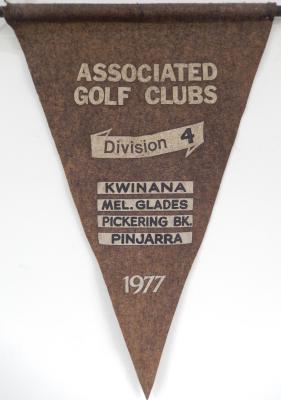 ASSOCIATED
GOLF CLUBS
Division 4
KWINANA
MEL. GLADES
PICKERING BK.
PINJARRA
1977